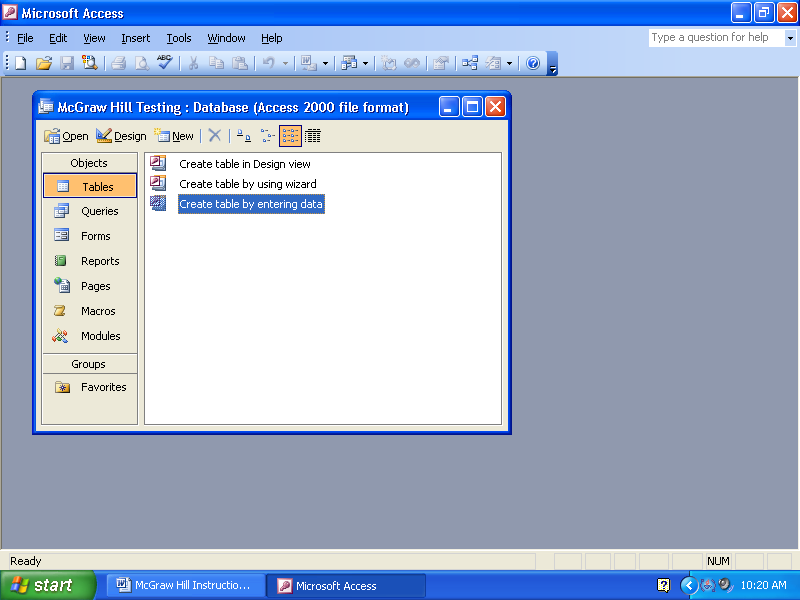 Microsoft Access
File Edit View Insert Tools Window Help
Type a question for help
ABC
McGraw Hill Testing : Database (Access 2000 file format)
Open Design New
Objects
Tables
Queries
Forms
Reports
Pages
Macros
Modules
Groups
Favorites
Create table in Design view
Create table by using wizard
Create table by entering data
Ready
NUM
start
McGraw Hill Instructio...
Microsoft Access
10:20 AM